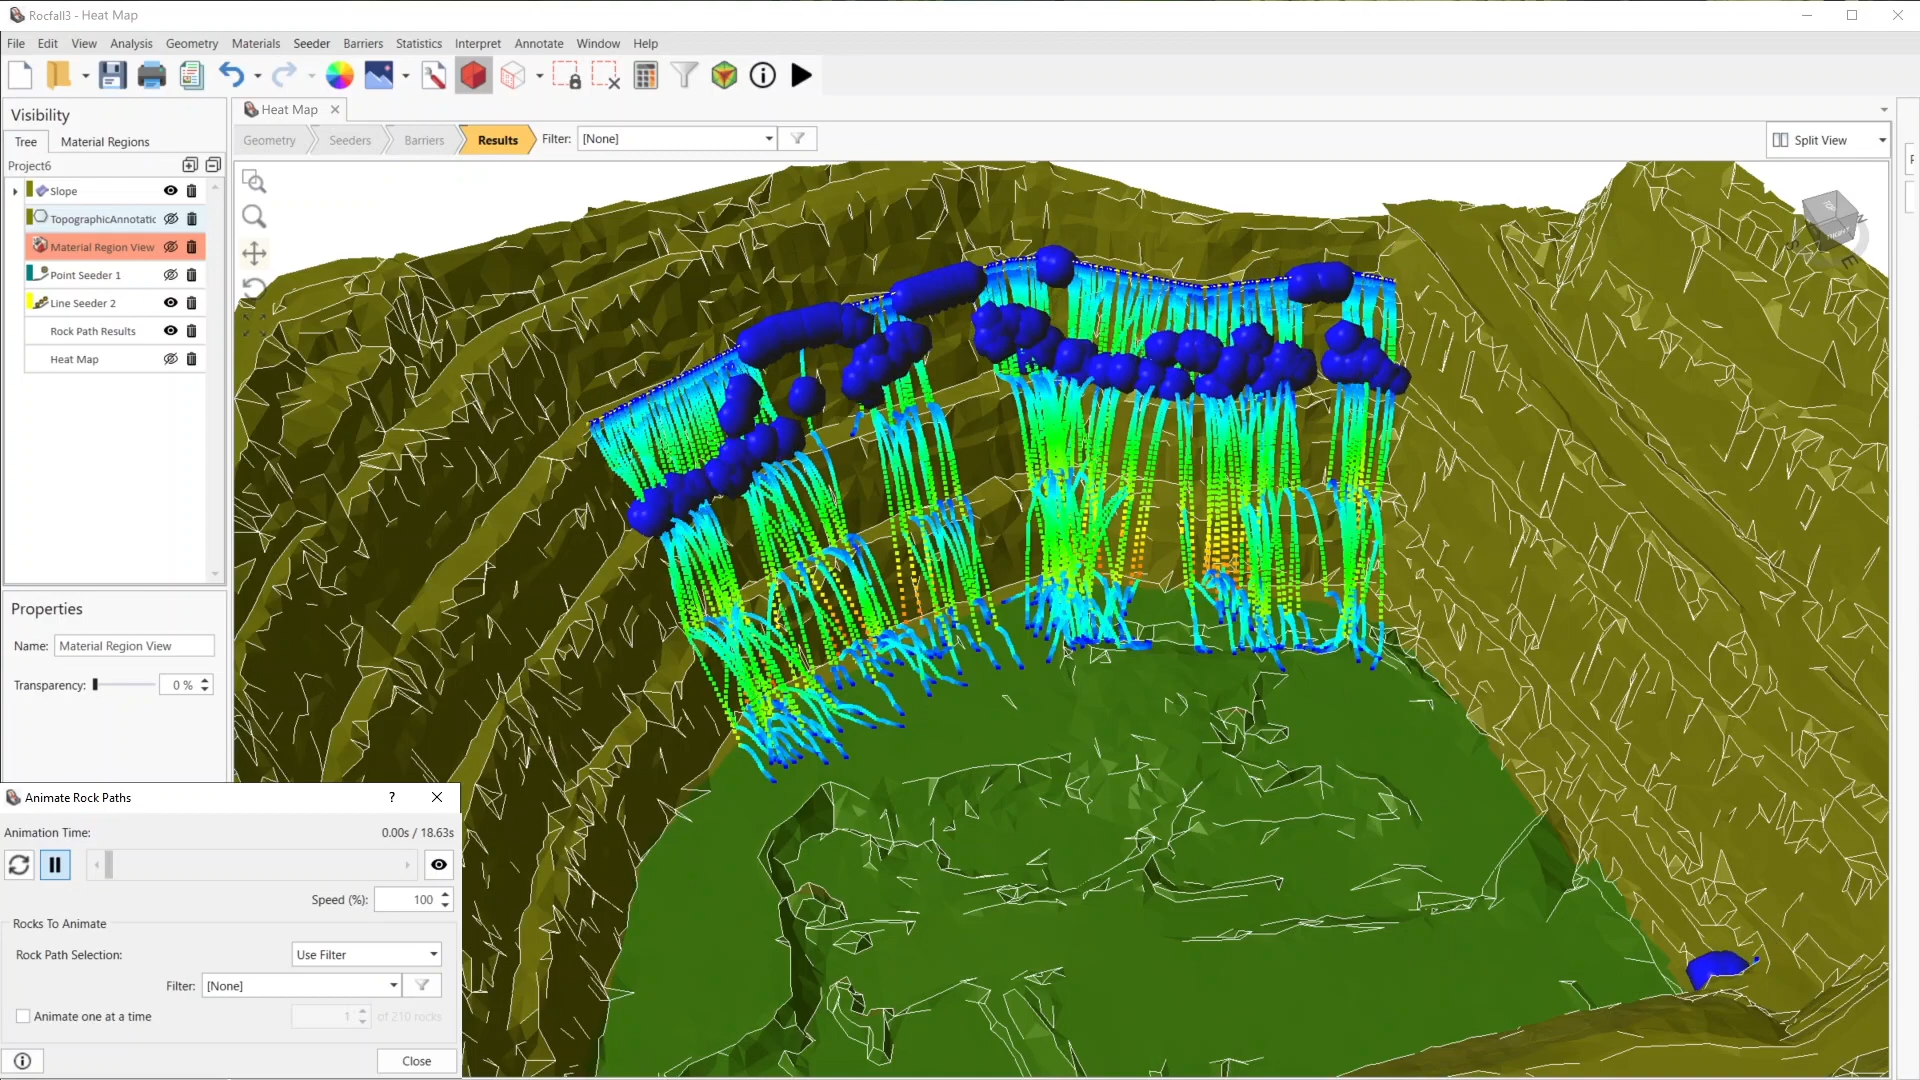 Rocfall3 - Heat Map
File Edit View Analysis Geometry Materials Seeder Barriers Statistics Interpret Annotate Window Help
Visibility
Heat Map
Tree Material Regions
Geometry Seeders Barriers Results Filter: [None] Split View
Project6
Slope
TopographicAnnotatic
Material Region View
Point Seeder 1
Line Seeder 2
Rock Path Results
Heat Map
Properties
Name: Material Region View
Transparency: 0 %
Animate Rock Paths ?
Animation Time: 0.00s / 18.63s
Speed (%): 100
Rocks To Animate
Rock Path Selection: Use Filter
Filter: [None]
Animate one at a time 1 of 210 rocks
Close